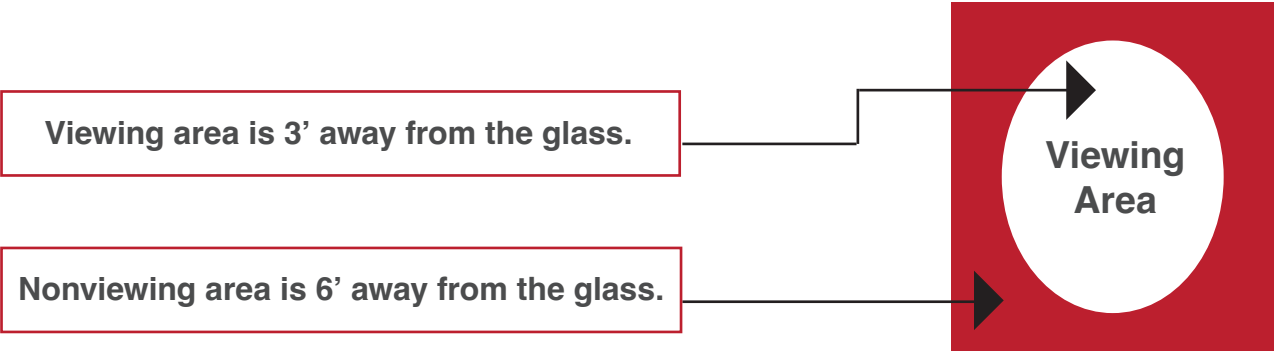 Viewing area is 3’ away from the glass.
Viewing
Area
Nonviewing area is 6’ away from the glass.